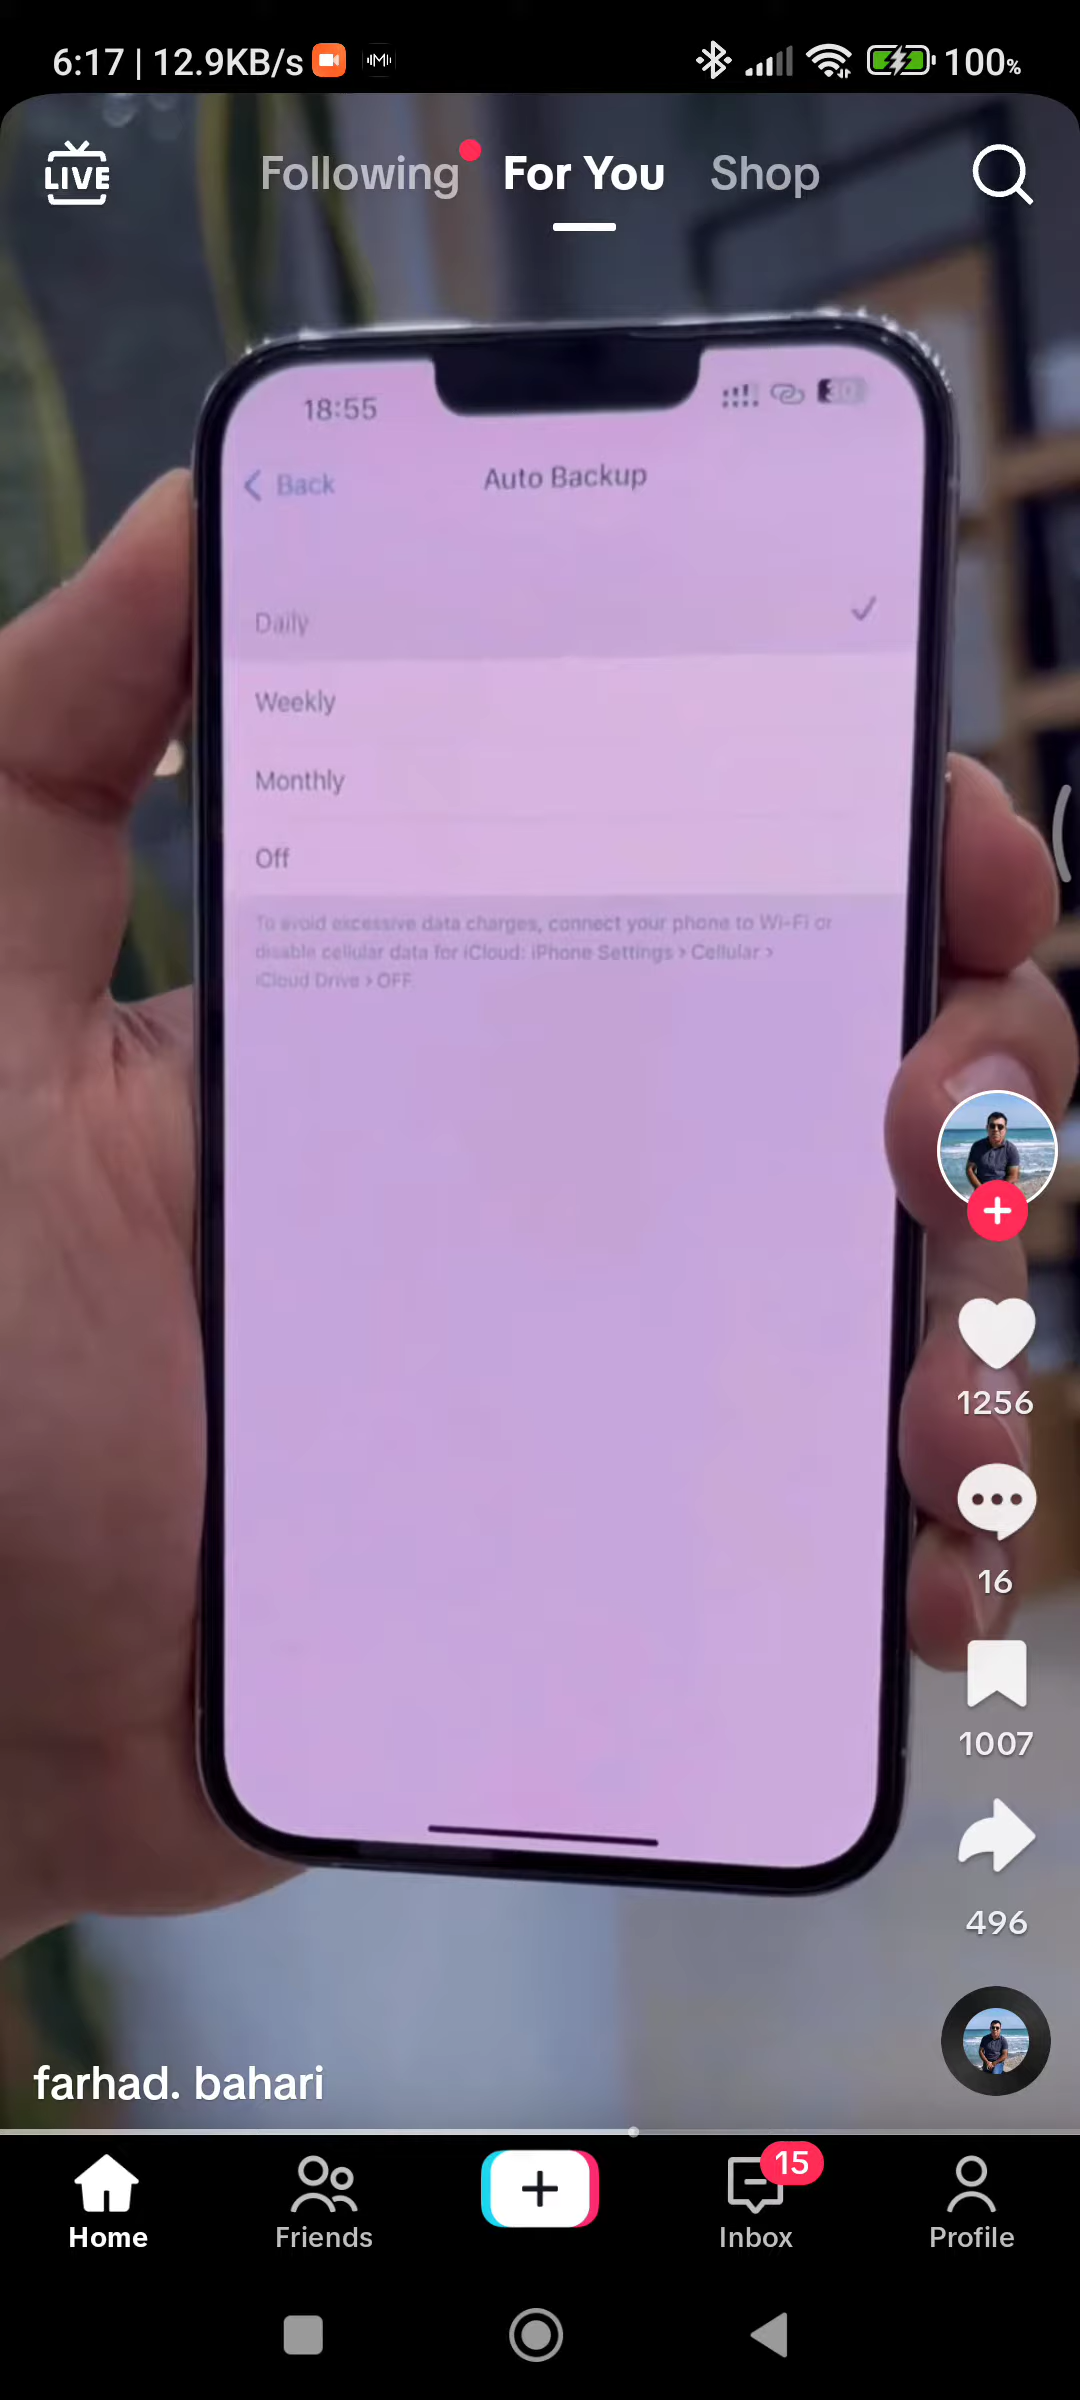 6:17 | 12.9KB/s
100%
LIVE
Following
For You
Shop
18:55
30
Back
Auto Backup
Daily
Weekly
Monthly
Off
To avoid excessive data charges, connect your phone to Wi-Fi or
disable cellular data for iCloud: iPhone Settings > Cellular >
iCloud Drive > OFF.
1256
16
1007
496
farhad. bahari
Home
Friends
15
Inbox
Profile